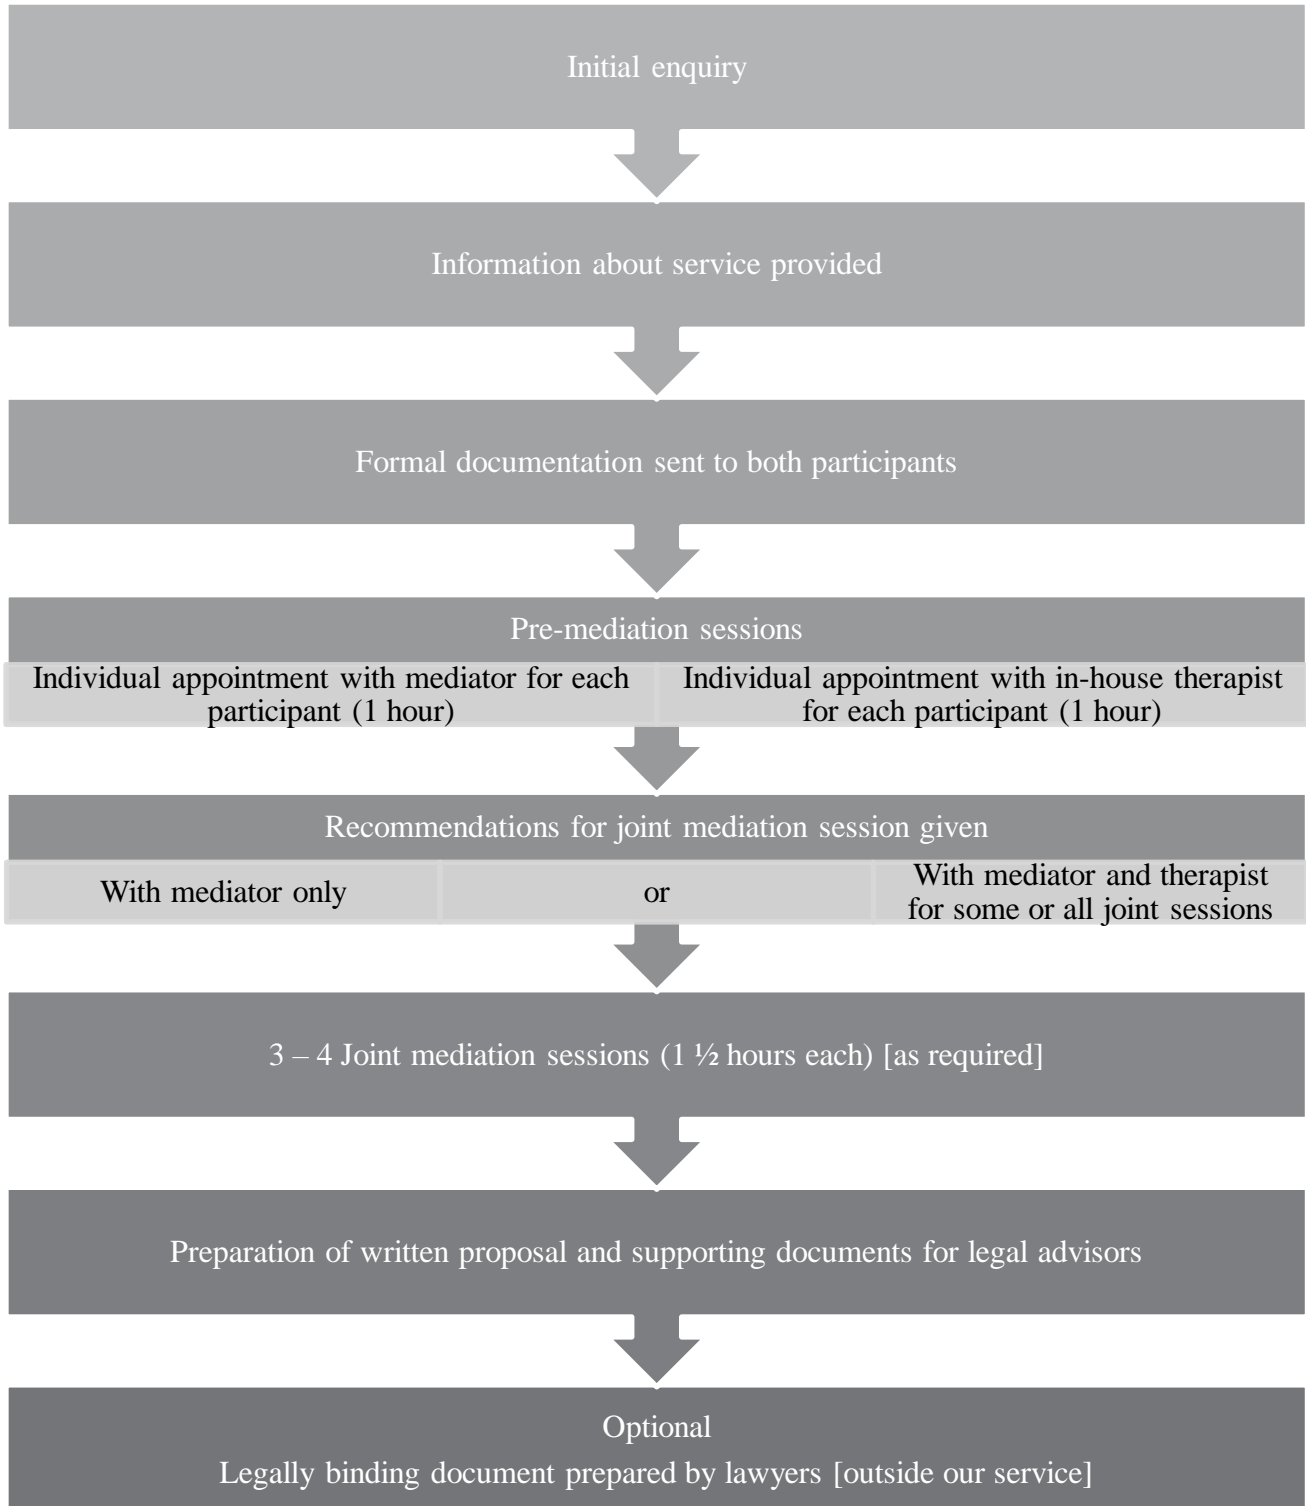 Initial enquiry
Information about service provided
Formal documentation sent to both participants
Pre-mediation sessions
Individual appointment with mediator for each
participant (1 hour)
Individual appointment with in-house therapist
for each participant (1 hour)
Recommendations for joint mediation session given
With mediator only
or
With mediator and therapist
for some or all joint sessions
3 – 4 Joint mediation sessions (1 ½ hours each) [as required]
Preparation of written proposal and supporting documents for legal advisors
Optional
Legally binding document prepared by lawyers [outside our service]